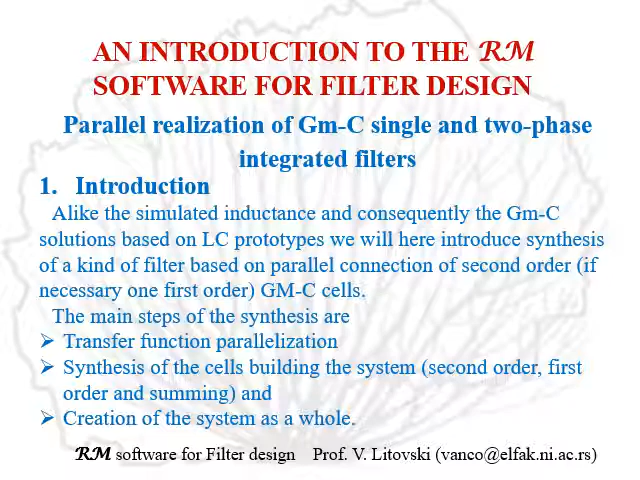 AN INTRODUCTION TO THE RM
SOFTWARE FOR FILTER DESIGN
Parallel realization of Gm-C single and two-phase
integrated filters
1. Introduction
Alike the simulated inductance and consequently the Gm-C
solutions based on LC prototypes we will here introduce synthesis
of a kind of filter based on parallel connection of second order (if
necessary one first order) GM-C cells.
The main steps of the synthesis are
➢ Transfer function parallelization
➢ Synthesis of the cells building the system (second order, first
order and summing) and
➢ Creation of the system as a whole.
RM software for Filter design Prof. V. Litovski (vanco@elfak.ni.ac.rs)